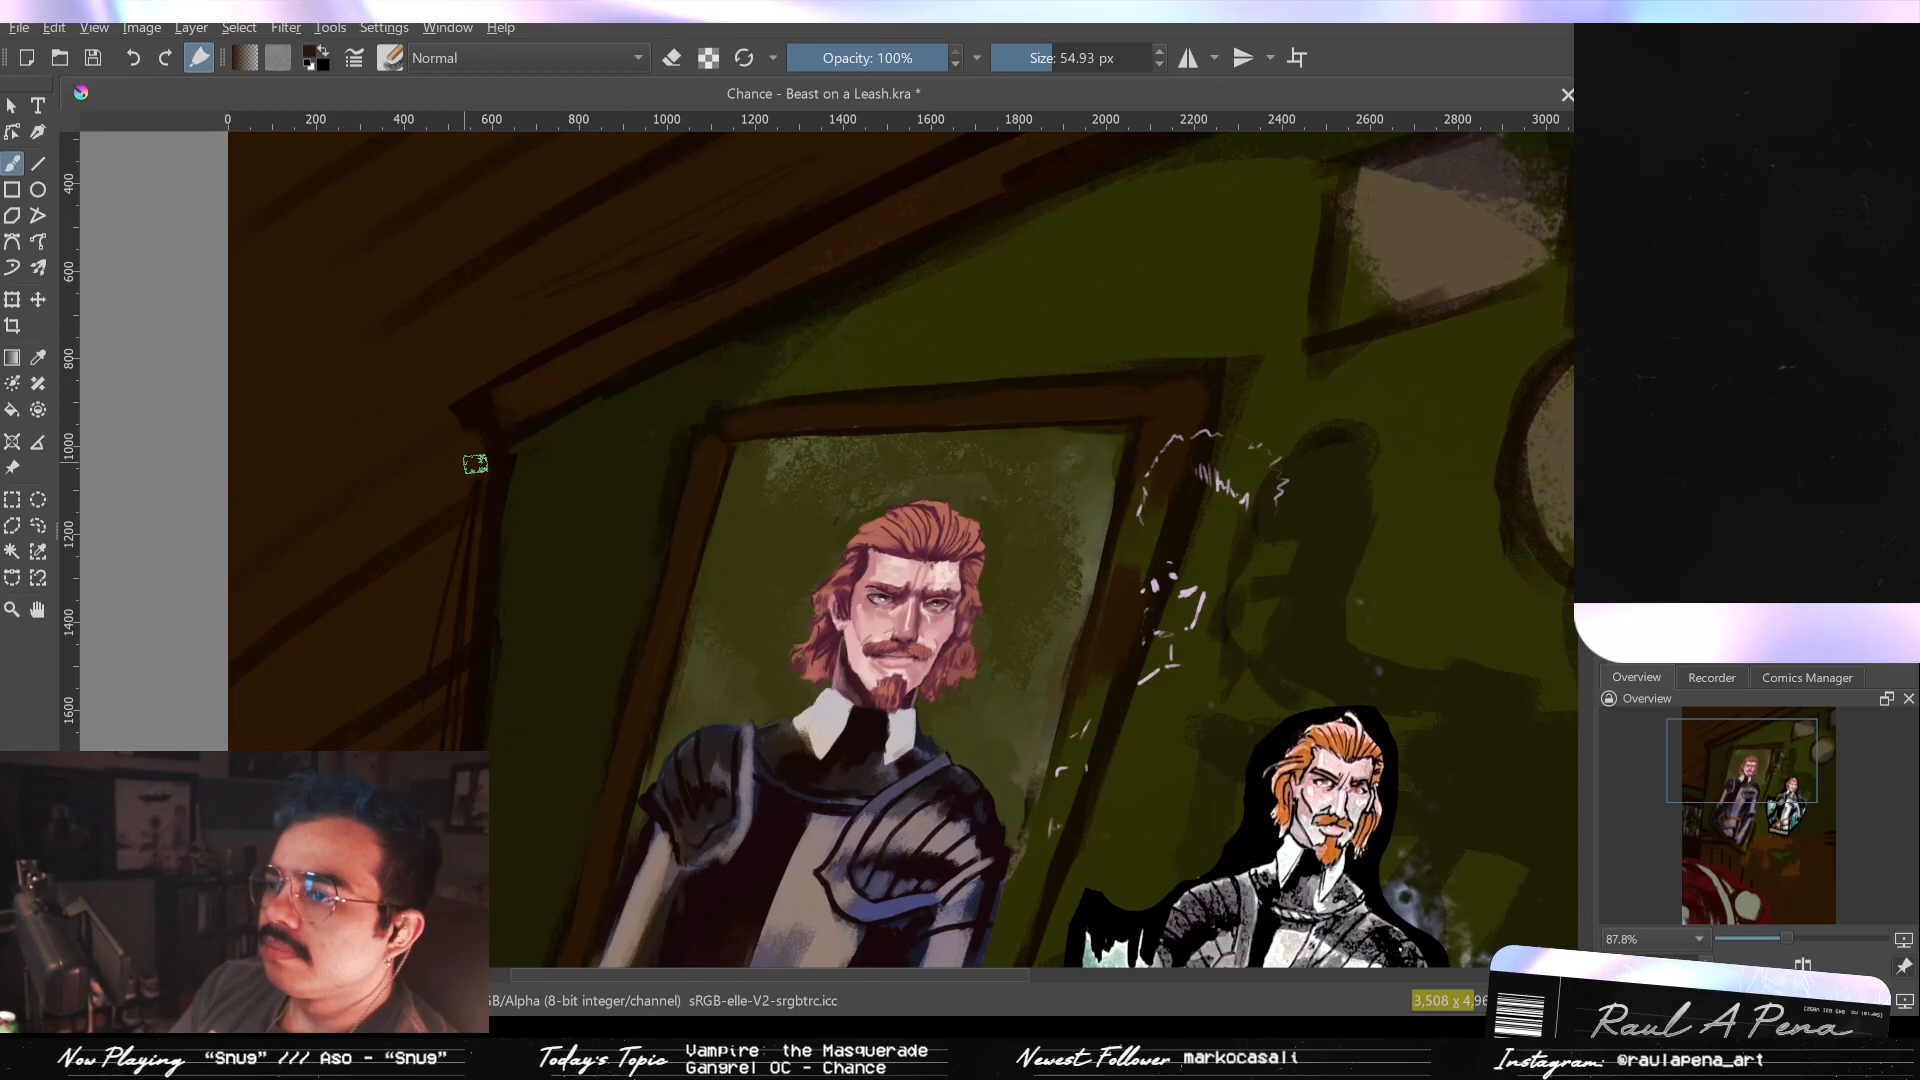 File Edit View Image Layer Select Filter Tools Settings Window Help
Normal
Opacity: 100%
Size: 54.93 px
Chance - Beast on a Leash.kra *
0 200 400 600 800 1000 1200 1400 1600 1800 2000 2200 2400 2600 2800 3000
400
600
800
1000
1200
1400
1600
Overview Recorder Comics Manager
Overview
87.8%
GB/Alpha (8-bit integer/channel) sRGB-elle-V2-srgbtrc.icc
3,508 x 4,96
Raul A Pena
Now Playing "Snug" /// Aso - "Snug"
Today's Topic Vampire: the Masquerade
Gangrel OC - Chance
Newest Follower markocasali
Instagram: @raulapena_art